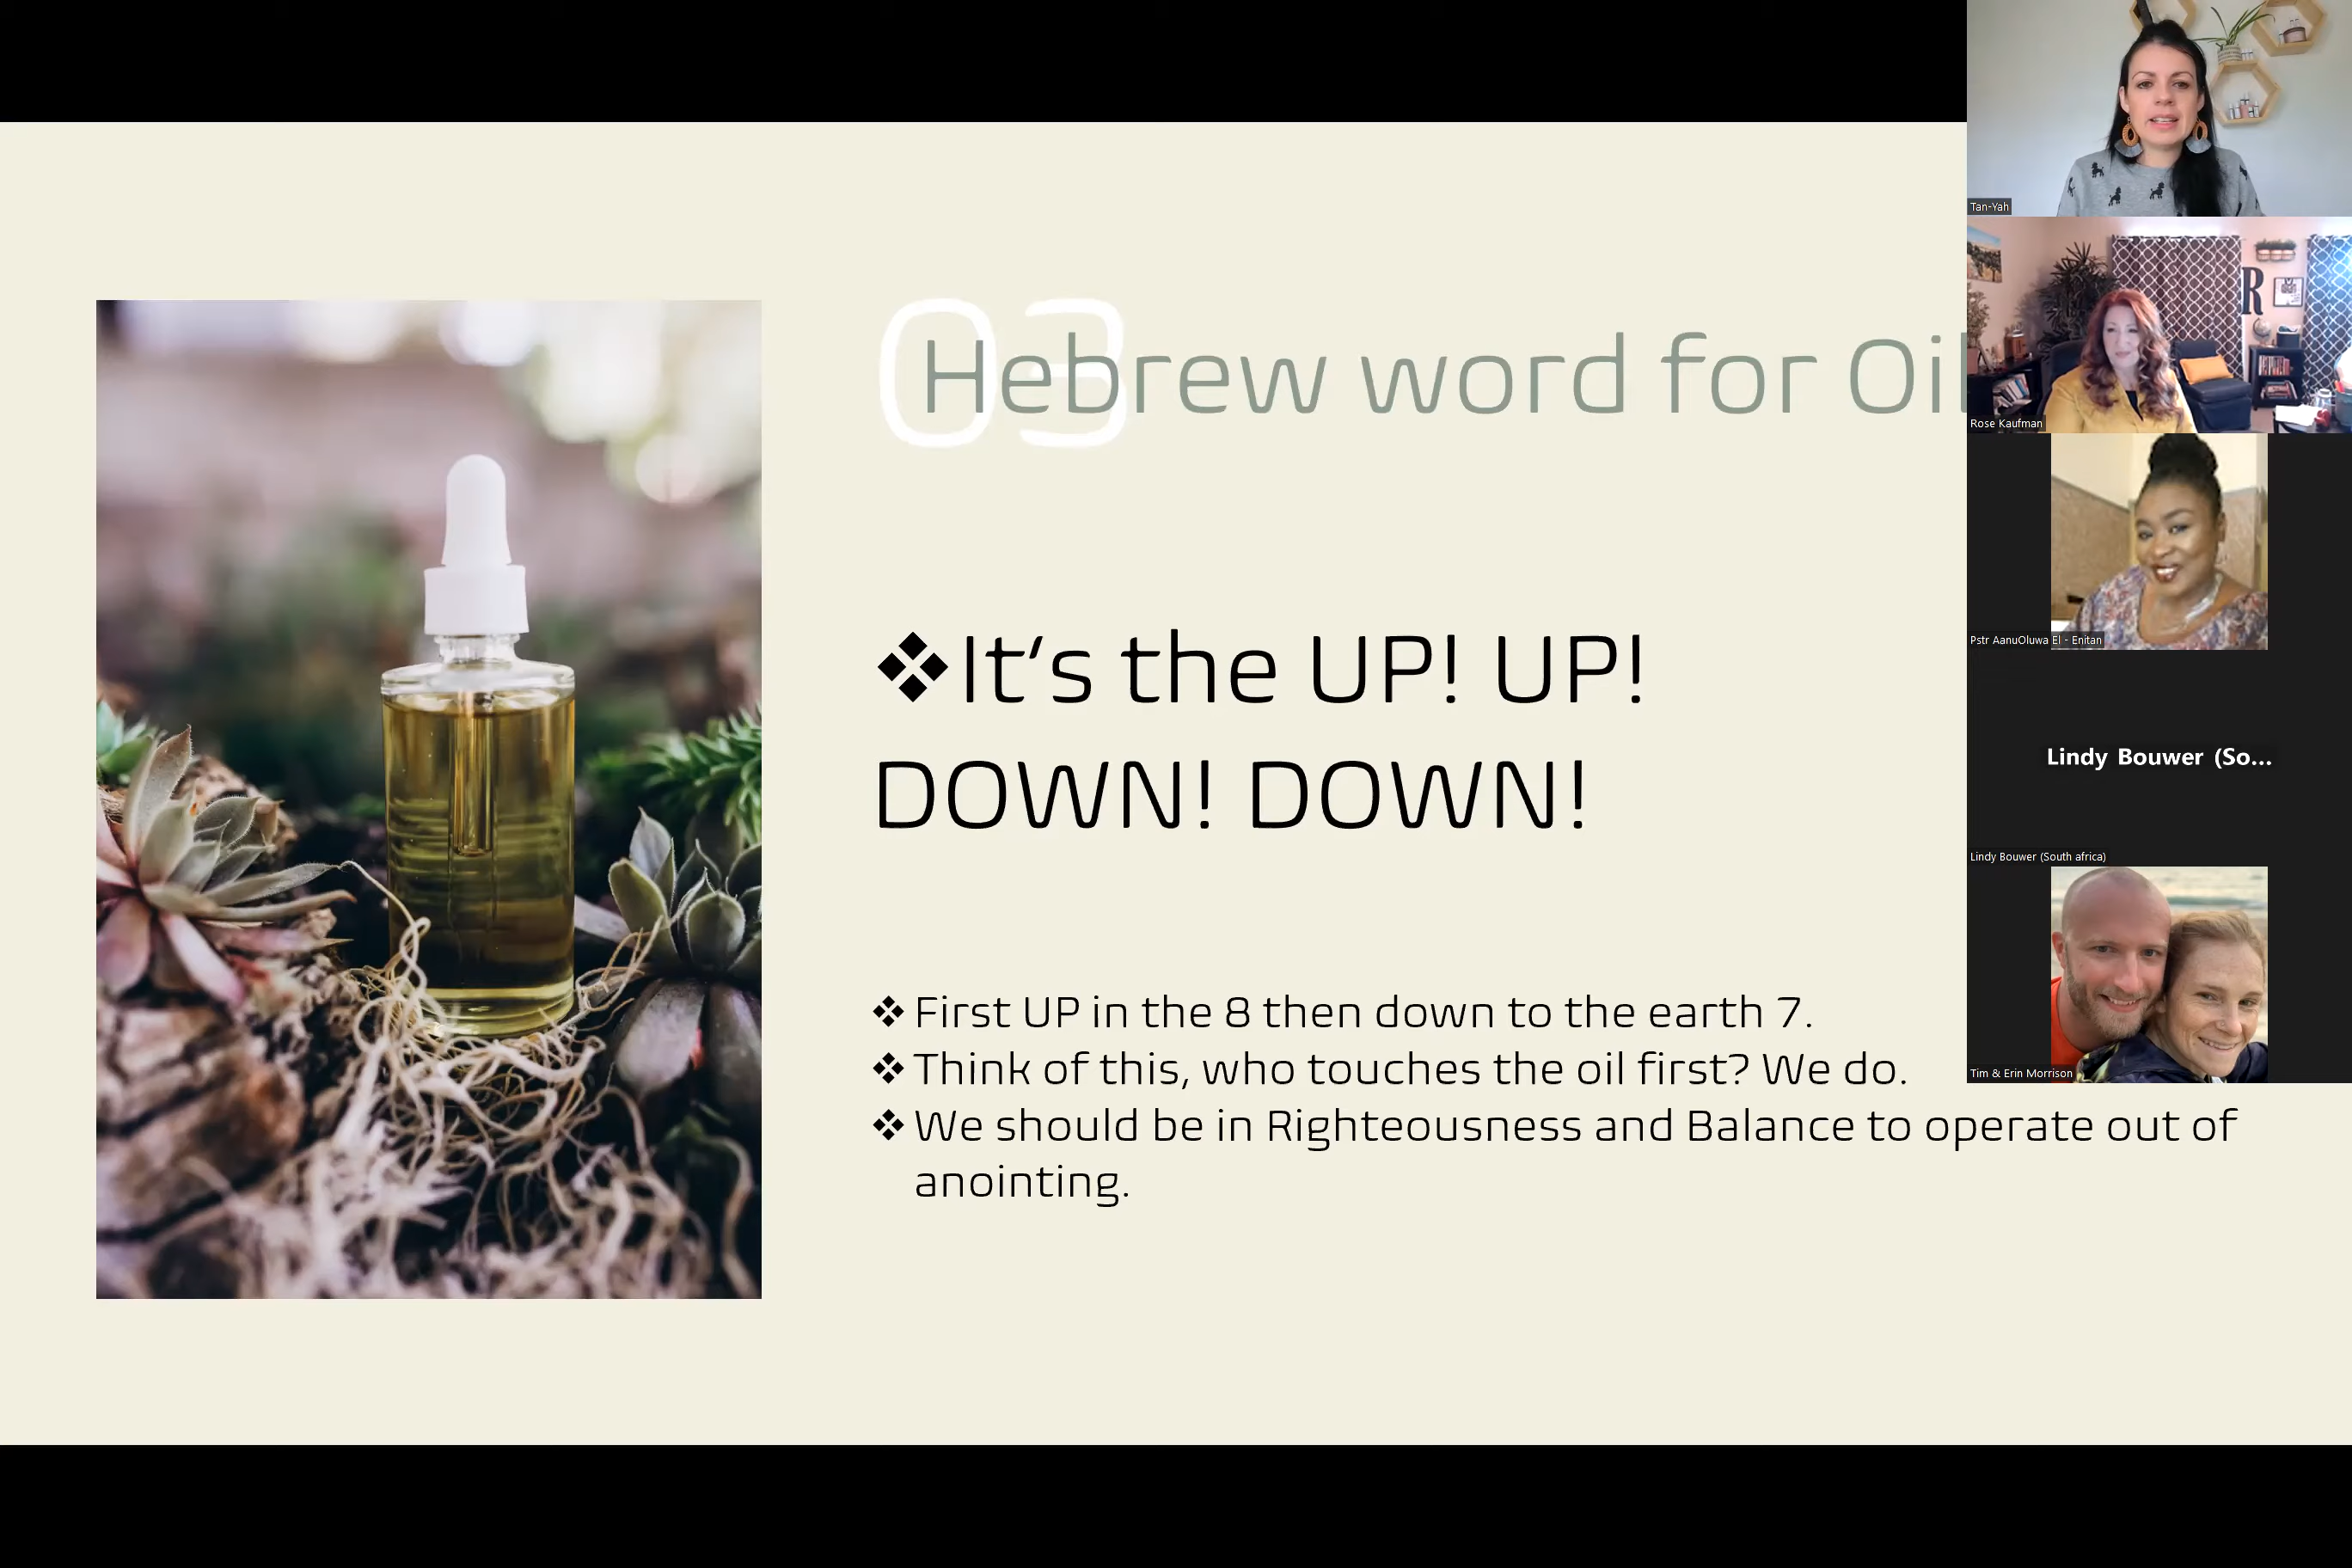 03
Hebrew word for Oil
❖It's the UP! UP!
DOWN! DOWN!
❖ First UP in the 8 then down to the earth 7.
❖ Think of this, who touches the oil first? We do.
❖ We should be in Righteousness and Balance to operate out of
anointing.
Tan-Yah
R
Rose Kaufman
Pstr AanuOluwa El - Enitan
Lindy Bouwer (So...
Lindy Bouwer (South africa)
Tim & Erin Morrison